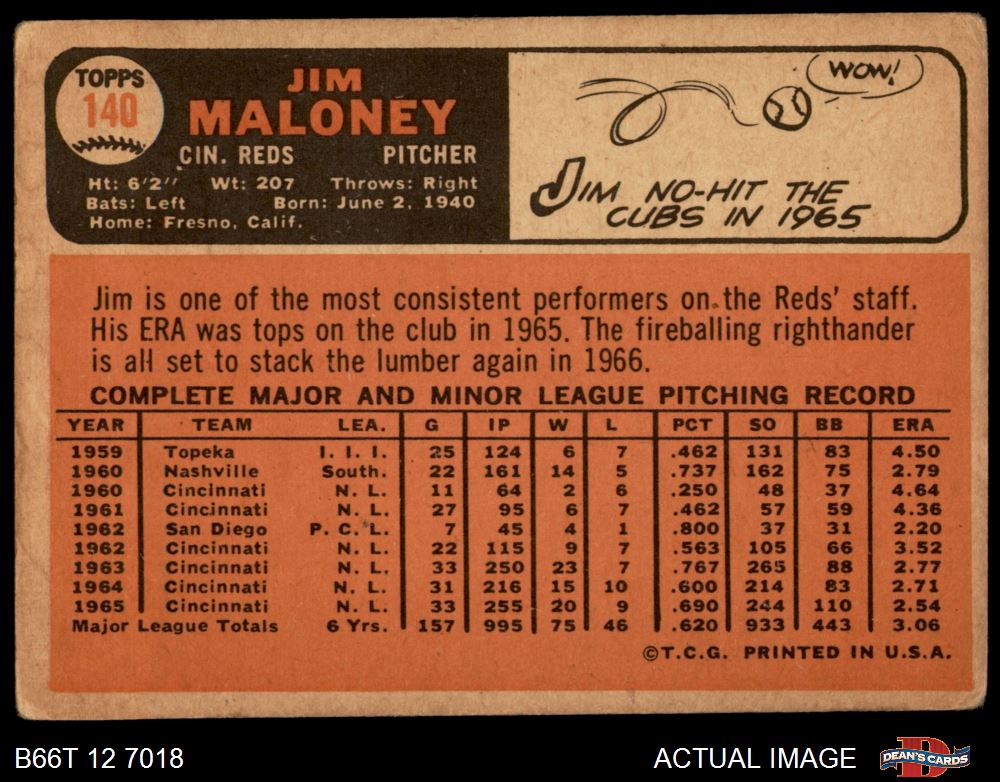 TOPPS
140
JIM
MALONEY
CIN. REDS PITCHER
Ht: 6'2" Wt: 207 Throws: Right
Bats: Left Born: June 2, 1940
Home: Fresno, Calif.
WOW!
JIM NO-HIT THE
CUBS IN 1965
Jim is one of the most consistent performers on the Reds' staff.
His ERA was tops on the club in 1965. The fireballing righthander
is all set to stack the lumber again in 1966.
COMPLETE MAJOR AND MINOR LEAGUE PITCHING RECORD
YEAR TEAM LEA. G IP W L PCT SO BB ERA
1959 Topeka I. I. I. 25 124 6 7 .462 131 83 4.50
1960 Nashville South. 22 161 14 5 .737 162 75 2.79
1960 Cincinnati N. L. 11 64 2 6 .250 48 37 4.64
1961 Cincinnati N. L. 27 95 6 7 .462 57 59 4.36
1962 San Diego P. C. L. 7 45 4 1 .800 37 31 2.20
1962 Cincinnati N. L. 22 115 9 7 .563 105 66 3.52
1963 Cincinnati N. L. 33 250 23 7 .767 265 88 2.77
1964 Cincinnati N. L. 31 216 15 10 .600 214 83 2.71
1965 Cincinnati N. L. 33 255 20 9 .690 244 110 2.54
Major League Totals 6 Yrs. 157 995 75 46 .620 933 443 3.06
©T.C.G. PRINTED IN U.S.A.
B66T 12 7018 ACTUAL IMAGE DEAN'S CARDS